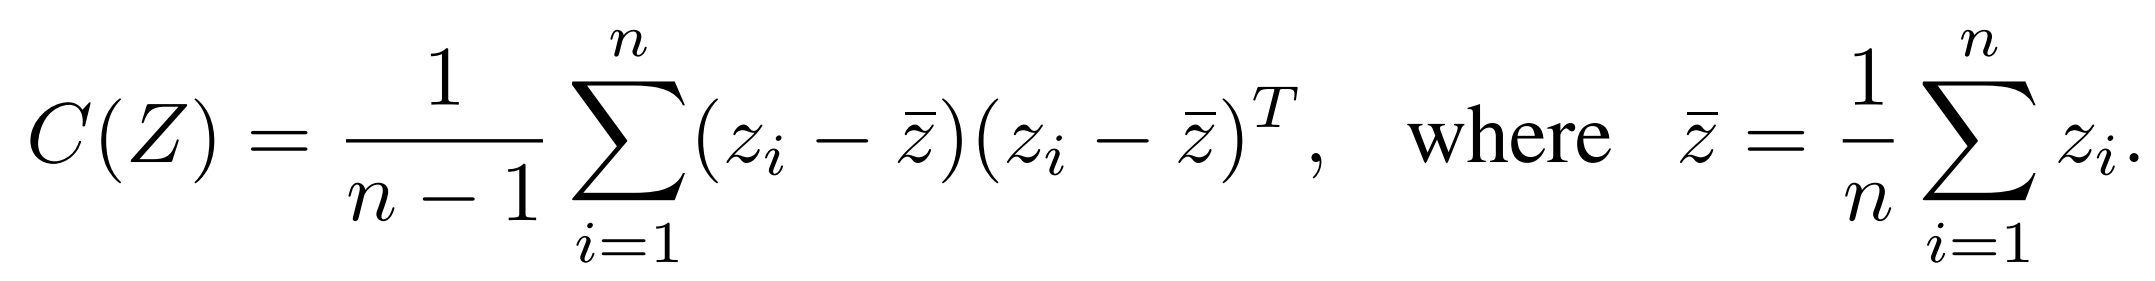 $C(Z) = \frac{1}{n-1} \sum_{i=1}^{n} (z_i - \bar{z})(z_i - \bar{z})^T, \quad \text{where} \quad \bar{z} = \frac{1}{n} \sum_{i=1}^{n} z_i.$